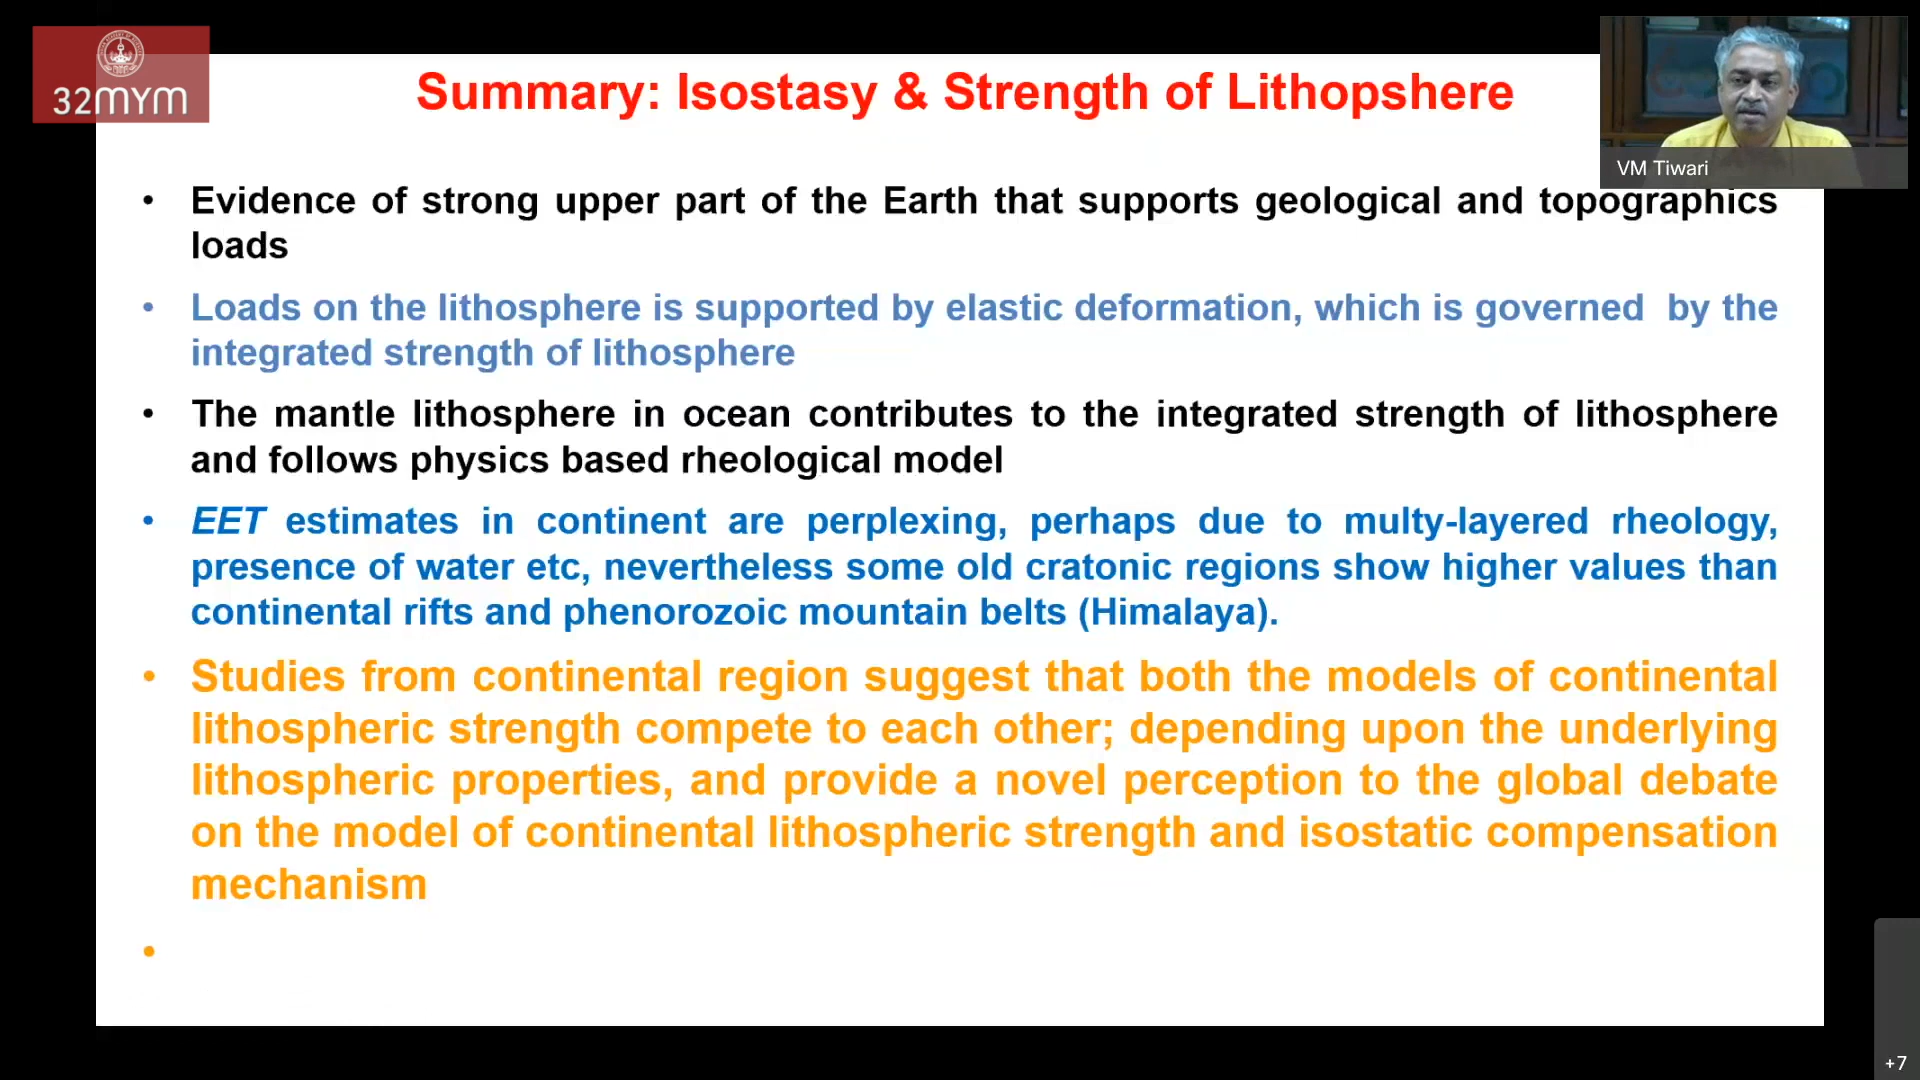 32MYM
Summary: Isostasy & Strength of Lithopshere
VM Tiwari
• Evidence of strong upper part of the Earth that supports geological and topographics
loads
• Loads on the lithosphere is supported by elastic deformation, which is governed by the
integrated strength of lithosphere
• The mantle lithosphere in ocean contributes to the integrated strength of lithosphere
and follows physics based rheological model
• EET estimates in continent are perplexing, perhaps due to multy-layered rheology,
presence of water etc, nevertheless some old cratonic regions show higher values than
continental rifts and phenorozoic mountain belts (Himalaya).
• Studies from continental region suggest that both the models of continental
lithospheric strength compete to each other; depending upon the underlying
lithospheric properties, and provide a novel perception to the global debate
on the model of continental lithospheric strength and isostatic compensation
mechanism
•
+7